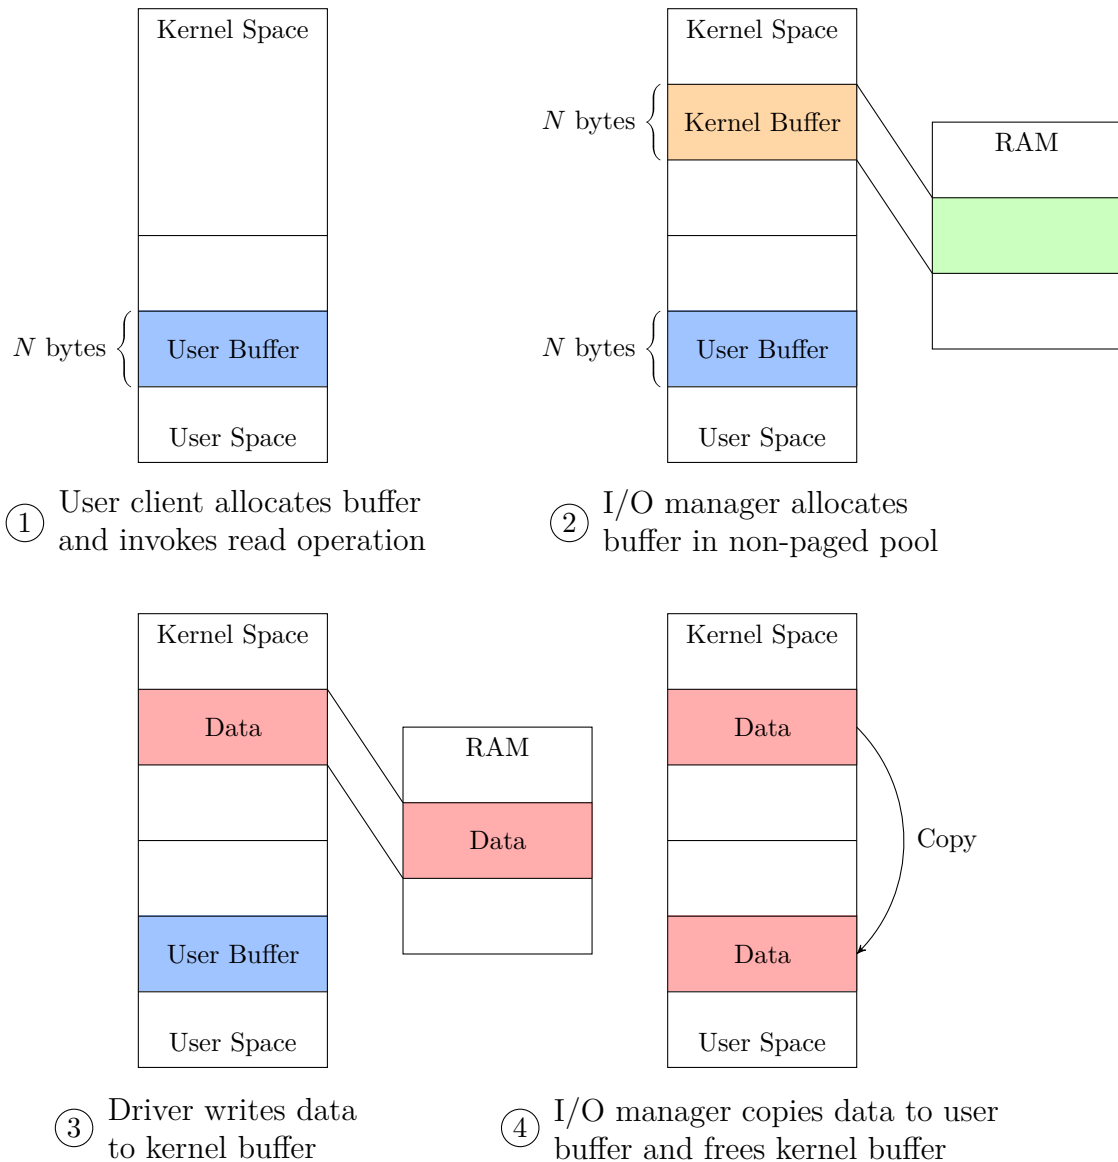 Kernel Space
N bytes
User Buffer
User Space
1 User client allocates buffer
and invokes read operation
Kernel Space
N bytes
Kernel Buffer
RAM
N bytes
User Buffer
User Space
2 I/O manager allocates
buffer in non-paged pool
Kernel Space
Data
RAM
Data
User Buffer
User Space
3 Driver writes data
to kernel buffer
Kernel Space
Data
Copy
Data
User Space
4 I/O manager copies data to user
buffer and frees kernel buffer